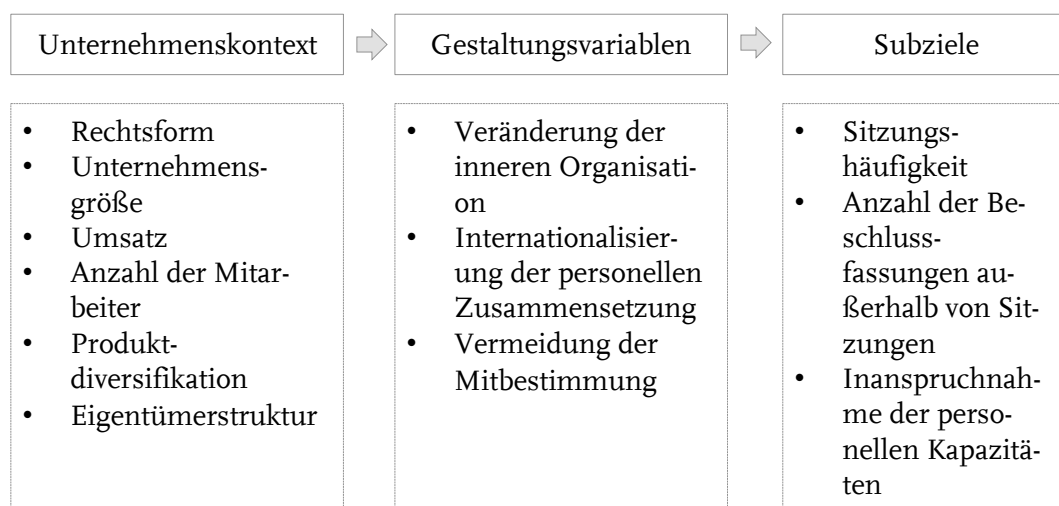 Unternehmenskontext
Gestaltungsvariablen
Subziele
• Rechtsform
• Unternehmens-
größe
• Umsatz
• Anzahl der Mitar-
beiter
• Produkt-
diversifikation
• Eigentümerstruktur
• Veränderung der
inneren Organisati-
on
• Internationalisier-
ung der personellen
Zusammensetzung
• Vermeidung der
Mitbestimmung
• Sitzungs-
häufigkeit
• Anzahl der Be-
schluss-
fassungen au-
ßerhalb von Sit-
zungen
• Inanspruchnah-
me der perso-
nellen Kapazitä-
ten